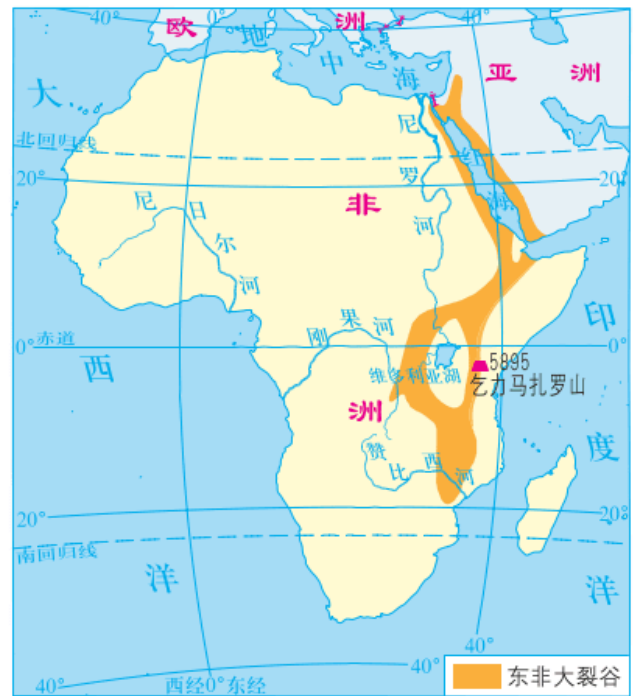 40°
0°
40°
欧
洲
地
中
海
亚
洲
大
西
洋
北回归线
20°
20°
尼
罗
河
红
海
尼
日
尔
河
非
洲
刚
果
河
0°
赤道
0°
印
度
洋
5895
乞力马扎罗山
维多利亚湖
赞
比
西
河
20°
20°
南回归线
40°
40°
40°
西经0°东经
东非大裂谷